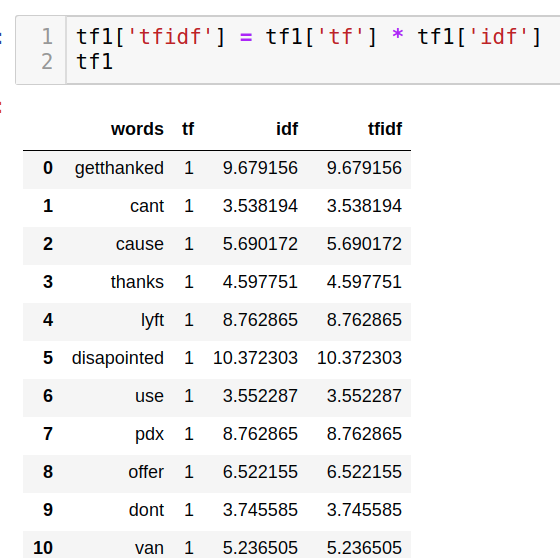 1 tf1['tfidf'] = tf1['tf'] * tf1['idf']
2 tf1
words tf idf tfidf
0 getthanked 1 9.679156 9.679156
1 cant 1 3.538194 3.538194
2 cause 1 5.690172 5.690172
3 thanks 1 4.597751 4.597751
4 lyft 1 8.762865 8.762865
5 disapointed 1 10.372303 10.372303
6 use 1 3.552287 3.552287
7 pdx 1 8.762865 8.762865
8 offer 1 6.522155 6.522155
9 dont 1 3.745585 3.745585
10 van 1 5.236505 5.236505